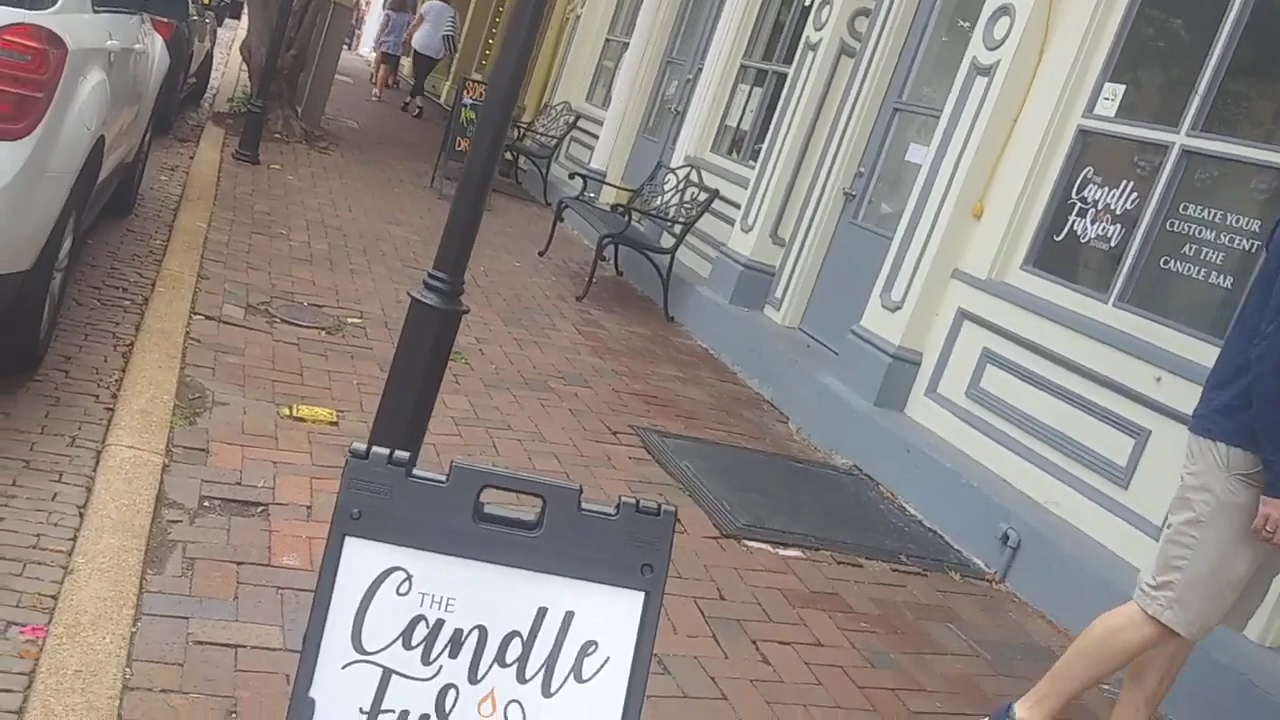 THE
Candle
Fusion
STUDIO
CREATE YOUR
CUSTOM SCENT
AT THE
CANDLE BAR
THE
Candle